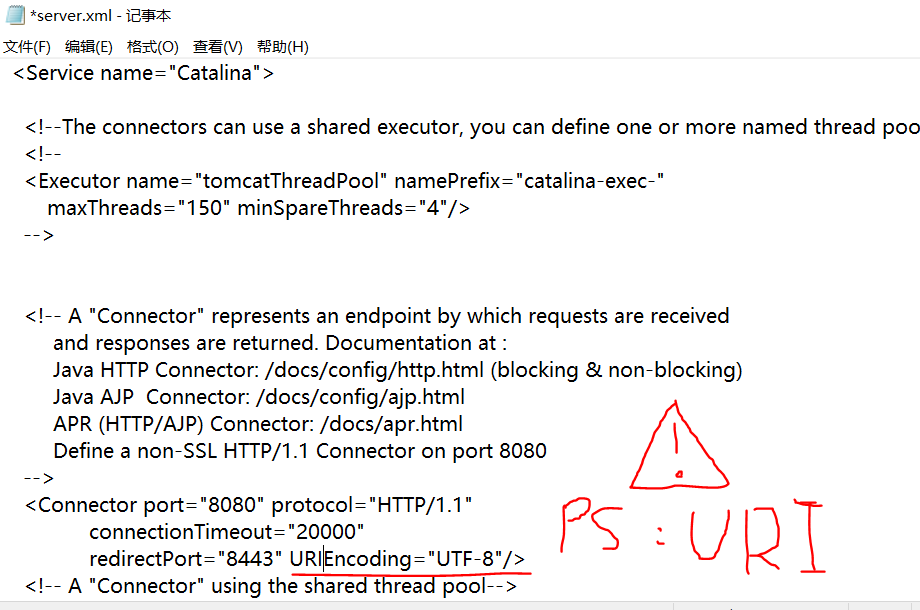 *server.xml - 记事本
文件(F) 编辑(E) 格式(O) 查看(V) 帮助(H)
<Service name="Catalina">
<!--The connectors can use a shared executor, you can define one or more named thread poo
<!--
<Executor name="tomcatThreadPool" namePrefix="catalina-exec-"
maxThreads="150" minSpareThreads="4"/>
-->
<!-- A "Connector" represents an endpoint by which requests are received
and responses are returned. Documentation at :
Java HTTP Connector: /docs/config/http.html (blocking & non-blocking)
Java AJP  Connector: /docs/config/ajp.html
APR (HTTP/AJP) Connector: /docs/apr.html
Define a non-SSL HTTP/1.1 Connector on port 8080
-->
<Connector port="8080" protocol="HTTP/1.1"
connectionTimeout="20000"
redirectPort="8443" URIEncoding="UTF-8"/>
<!-- A "Connector" using the shared thread pool-->
!
PS:URI